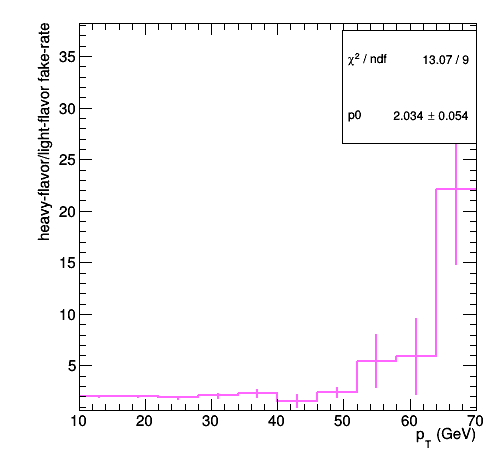 heavy-flavor/light-flavor fake-rate
χ² / ndf 13.07 / 9
p0 2.034 ± 0.054
35
30
25
20
15
10
5
10 20 30 40 50 60 70
p_T (GeV)